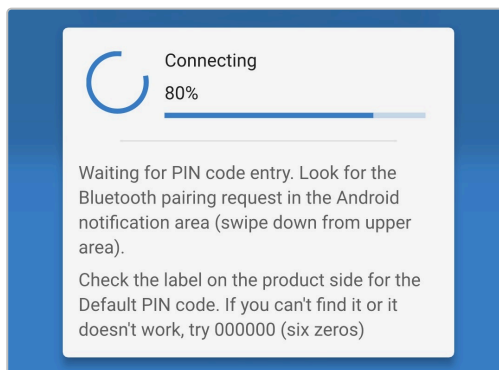 Connecting
80%
Waiting for PIN code entry. Look for the
Bluetooth pairing request in the Android
notification area (swipe down from upper
area).
Check the label on the product side for the
Default PIN code. If you can't find it or it
doesn't work, try 000000 (six zeros)